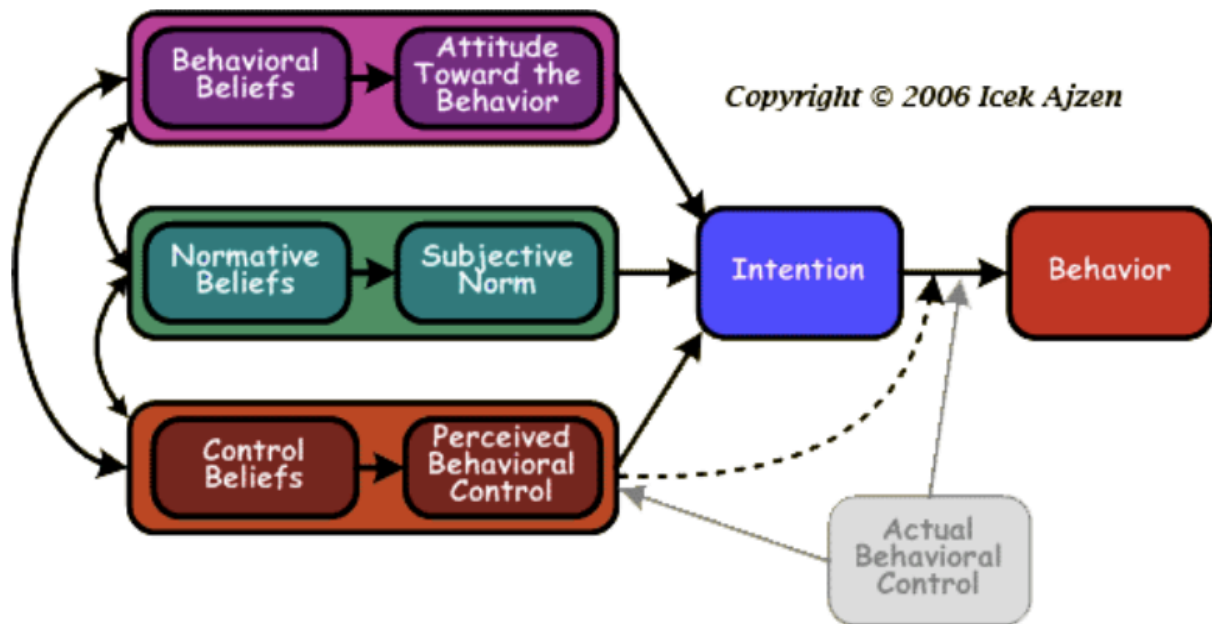 Behavioral
Beliefs
Attitude
Toward the
Behavior
Copyright © 2006 Icek Ajzen
Normative
Beliefs
Subjective
Norm
Intention
Behavior
Control
Beliefs
Perceived
Behavioral
Control
Actual
Behavioral
Control